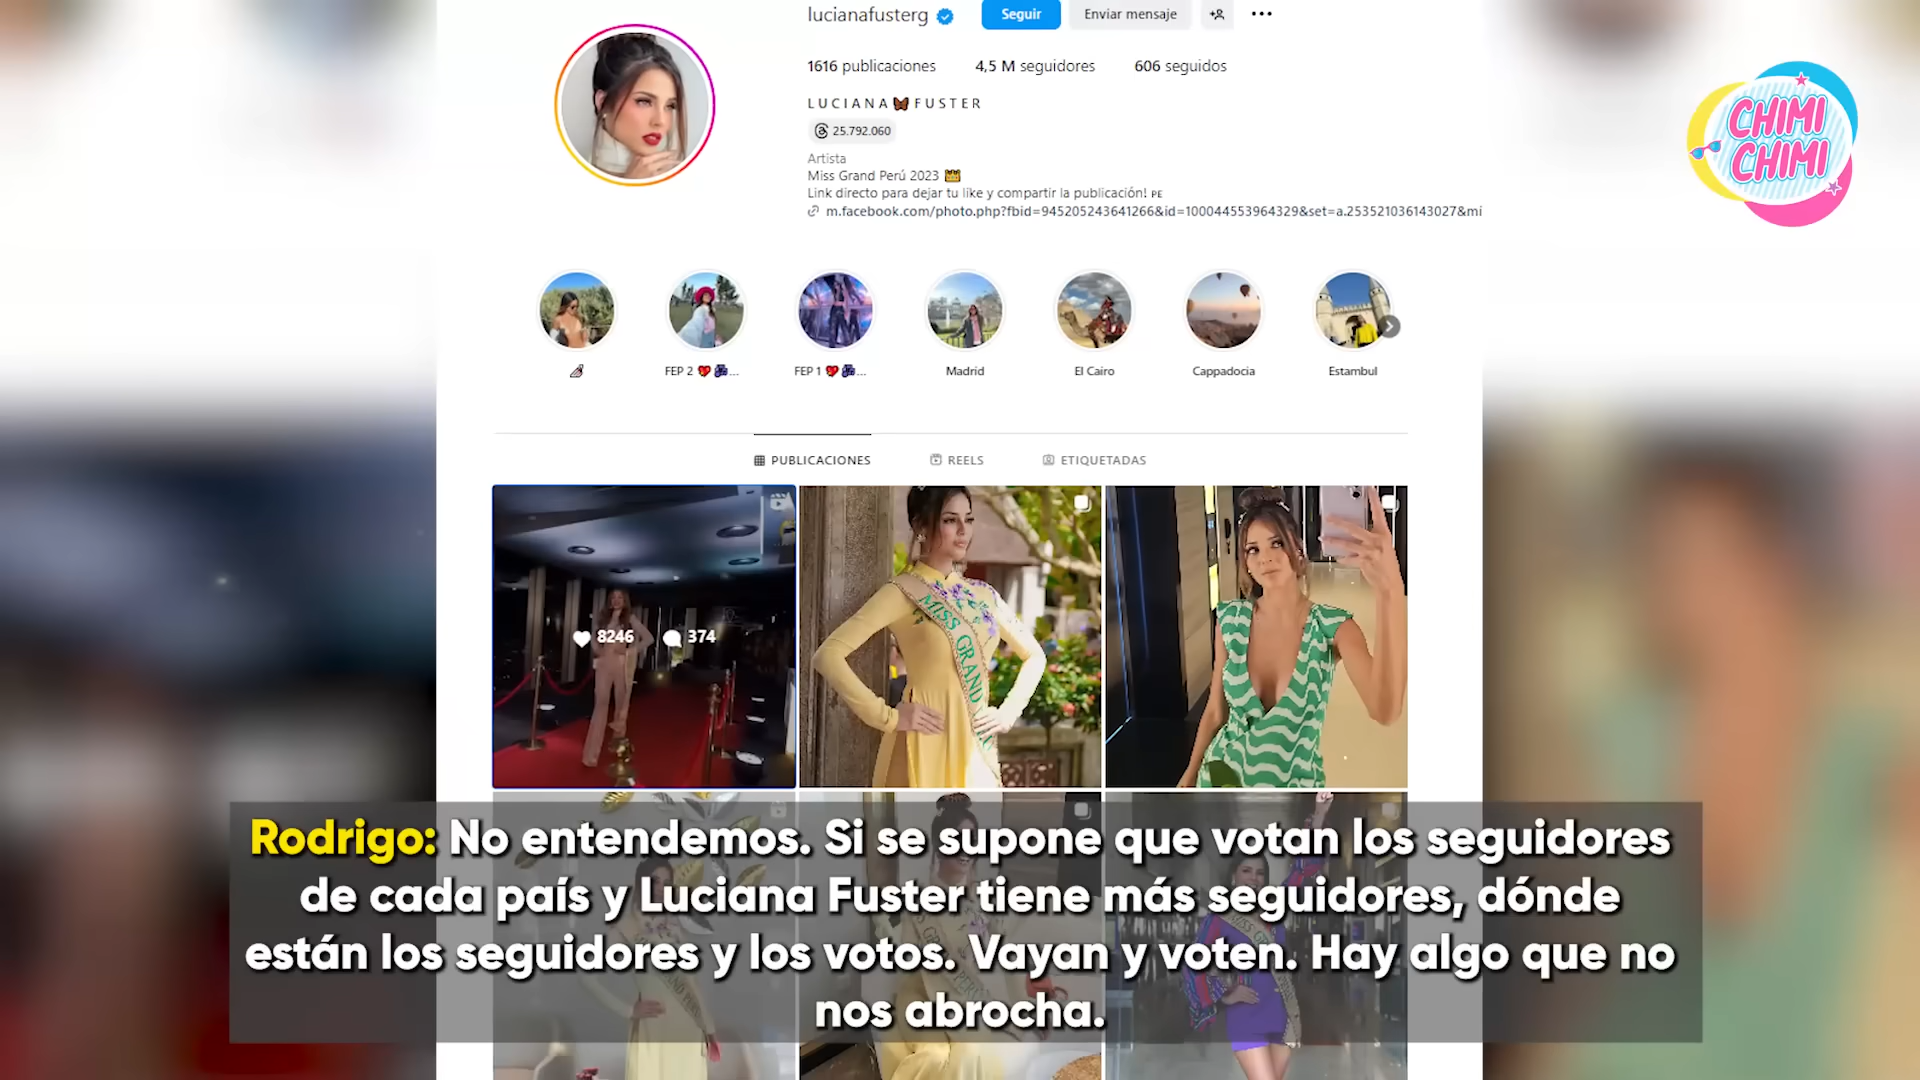 lucianafusterg
Seguir
Enviar mensaje
1616 publicaciones
4,5 M seguidores
606 seguidos
LUCIANA🦋FUSTER
25.792.060
Artista
Miss Grand Perú 2023 👑
Link directo para dejar tu like y compartir la publicación! PE
m.facebook.com/photo.php?fbid=945205243641266&id=100044553964329&set=a.253521036143027&mi
CHIMI
CHIMI
FEP 2 ❤️...
FEP 1 ❤️...
Madrid
El Cairo
Cappadocia
Estambul
PUBLICACIONES
REELS
ETIQUETADAS
8246
374
MISS GRAND
Rodrigo: No entendemos. Si se supone que votan los seguidores
de cada país y Luciana Fuster tiene más seguidores, dónde
están los seguidores y los votos. Vayan y voten. Hay algo que no
nos abrocha.